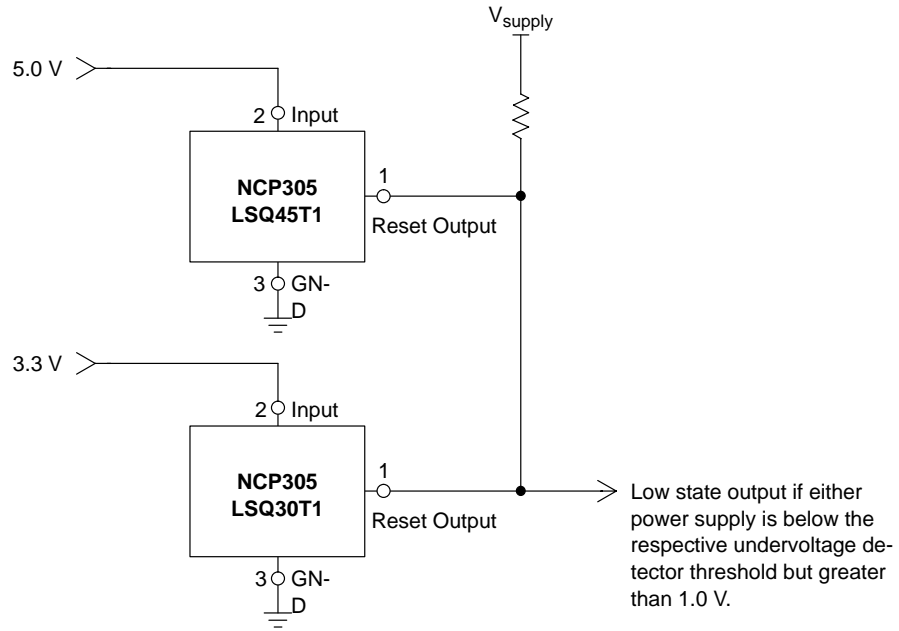 Vsupply
5.0 V
2 Input
NCP305
LSQ45T1
1
Reset Output
3 GN-
D
3.3 V
2 Input
NCP305
LSQ30T1
1
Reset Output
3 GN-
D
Low state output if either
power supply is below the
respective undervoltage de-
tector threshold but greater
than 1.0 V.